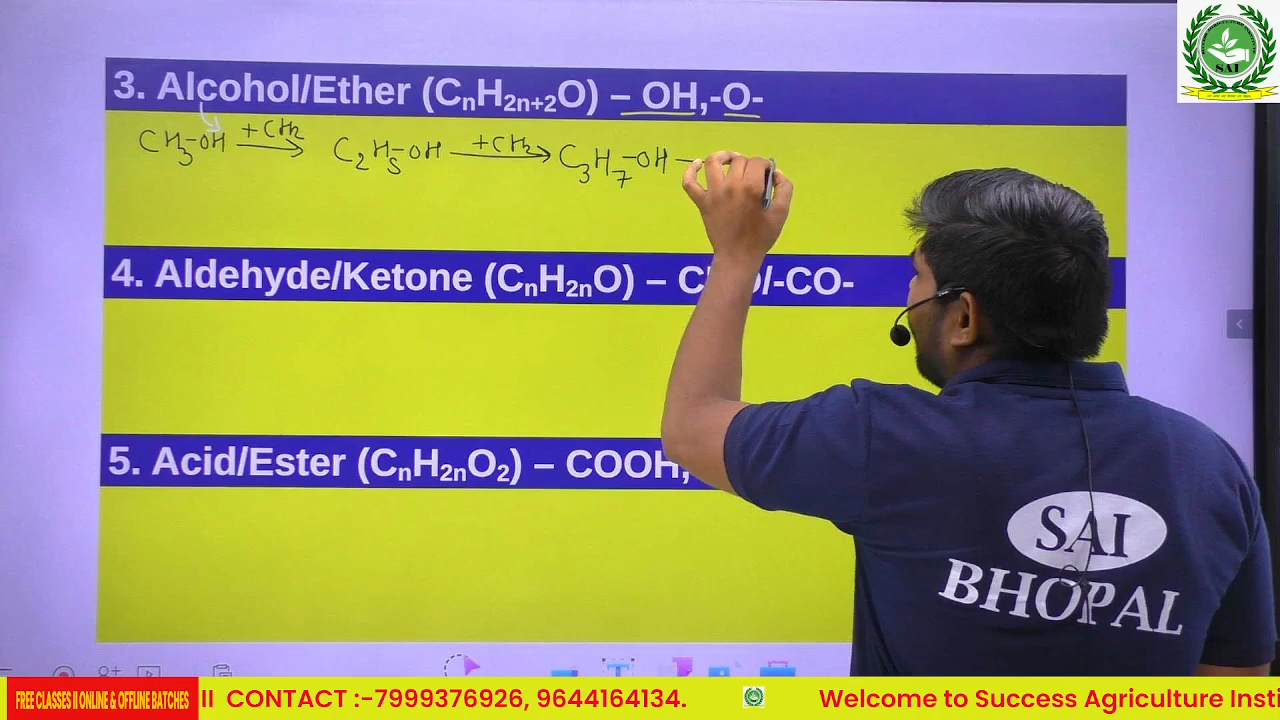 SAI
3. Alcohol/Ether (CₙH₂ₙ₊₂O) – OH,-O-
CH₃-OH +CH₂→ C₂H₅-OH +CH₂→ C₃H₇-OH
4. Aldehyde/Ketone (CₙH₂ₙO) – /-CO-
5. Acid/Ester (CₙH₂ₙO₂) – COOH,
SAI
BHOPAL
FREE CLASSES II ONLINE & OFFLINE BATCHES II CONTACT :-7999376926, 9644164134. Welcome to Success Agriculture Insti